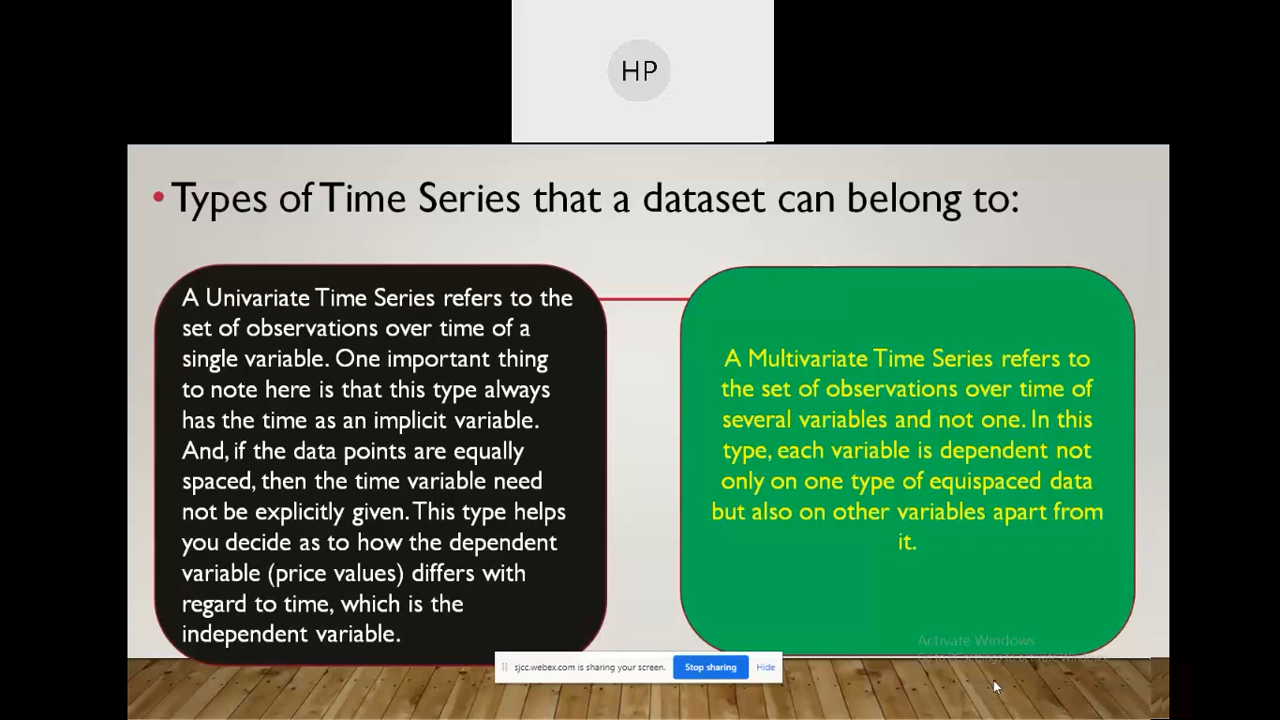 HP
• Types of Time Series that a dataset can belong to:
A Univariate Time Series refers to the
set of observations over time of a
single variable. One important thing
to note here is that this type always
has the time as an implicit variable.
And, if the data points are equally
spaced, then the time variable need
not be explicitly given. This type helps
you decide as to how the dependent
variable (price values) differs with
regard to time, which is the
independent variable.
A Multivariate Time Series refers to
the set of observations over time of
several variables and not one. In this
type, each variable is dependent not
only on one type of equispaced data
but also on other variables apart from
it.
Activate Windows
to activate Windows.
sjcc.webex.com is sharing your screen.
Stop sharing
Hide